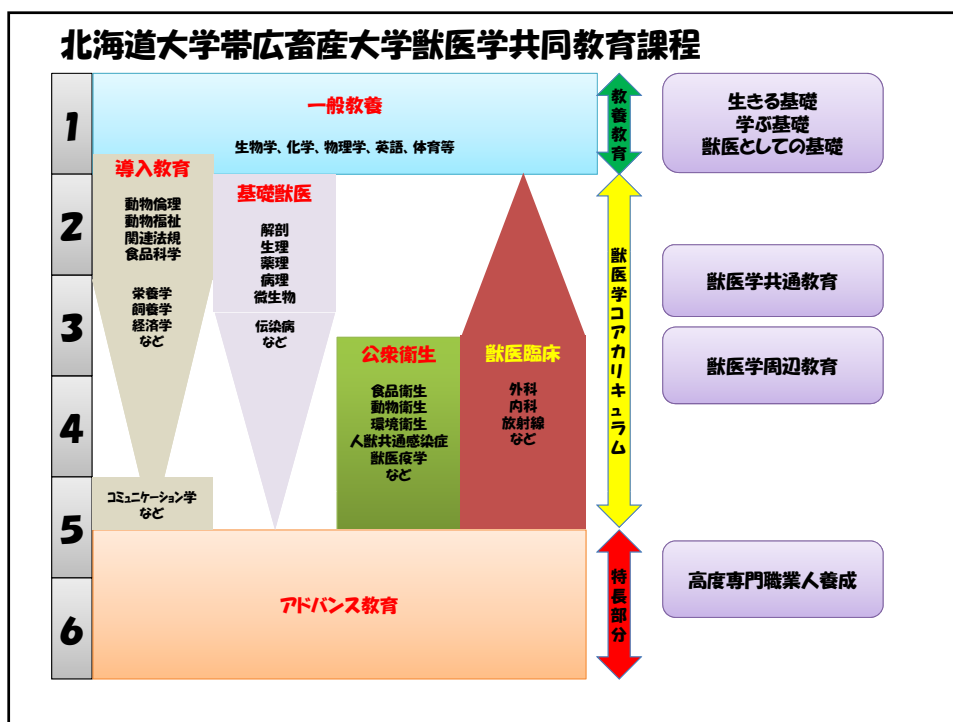 北海道大学帯広畜産大学獣医学共同教育課程
1
2
3
4
5
6
一般教養
生物学、化学、物理学、英語、体育等
導入教育
動物倫理
動物福祉
関連法規
食品科学
栄養学
飼養学
経済学
など
コミュニケーション学
など
基礎獣医
解剖
生理
薬理
病理
微生物
伝染病
など
公衆衛生
食品衛生
動物衛生
環境衛生
人獣共通感染症
獣医疫学
など
獣医臨床
外科
内科
放射線
など
アドバンス教育
教養教育
獣医学コアカリキュラム
特長部分
生きる基礎
学ぶ基礎
獣医としての基礎
獣医学共通教育
獣医学周辺教育
高度専門職業人養成